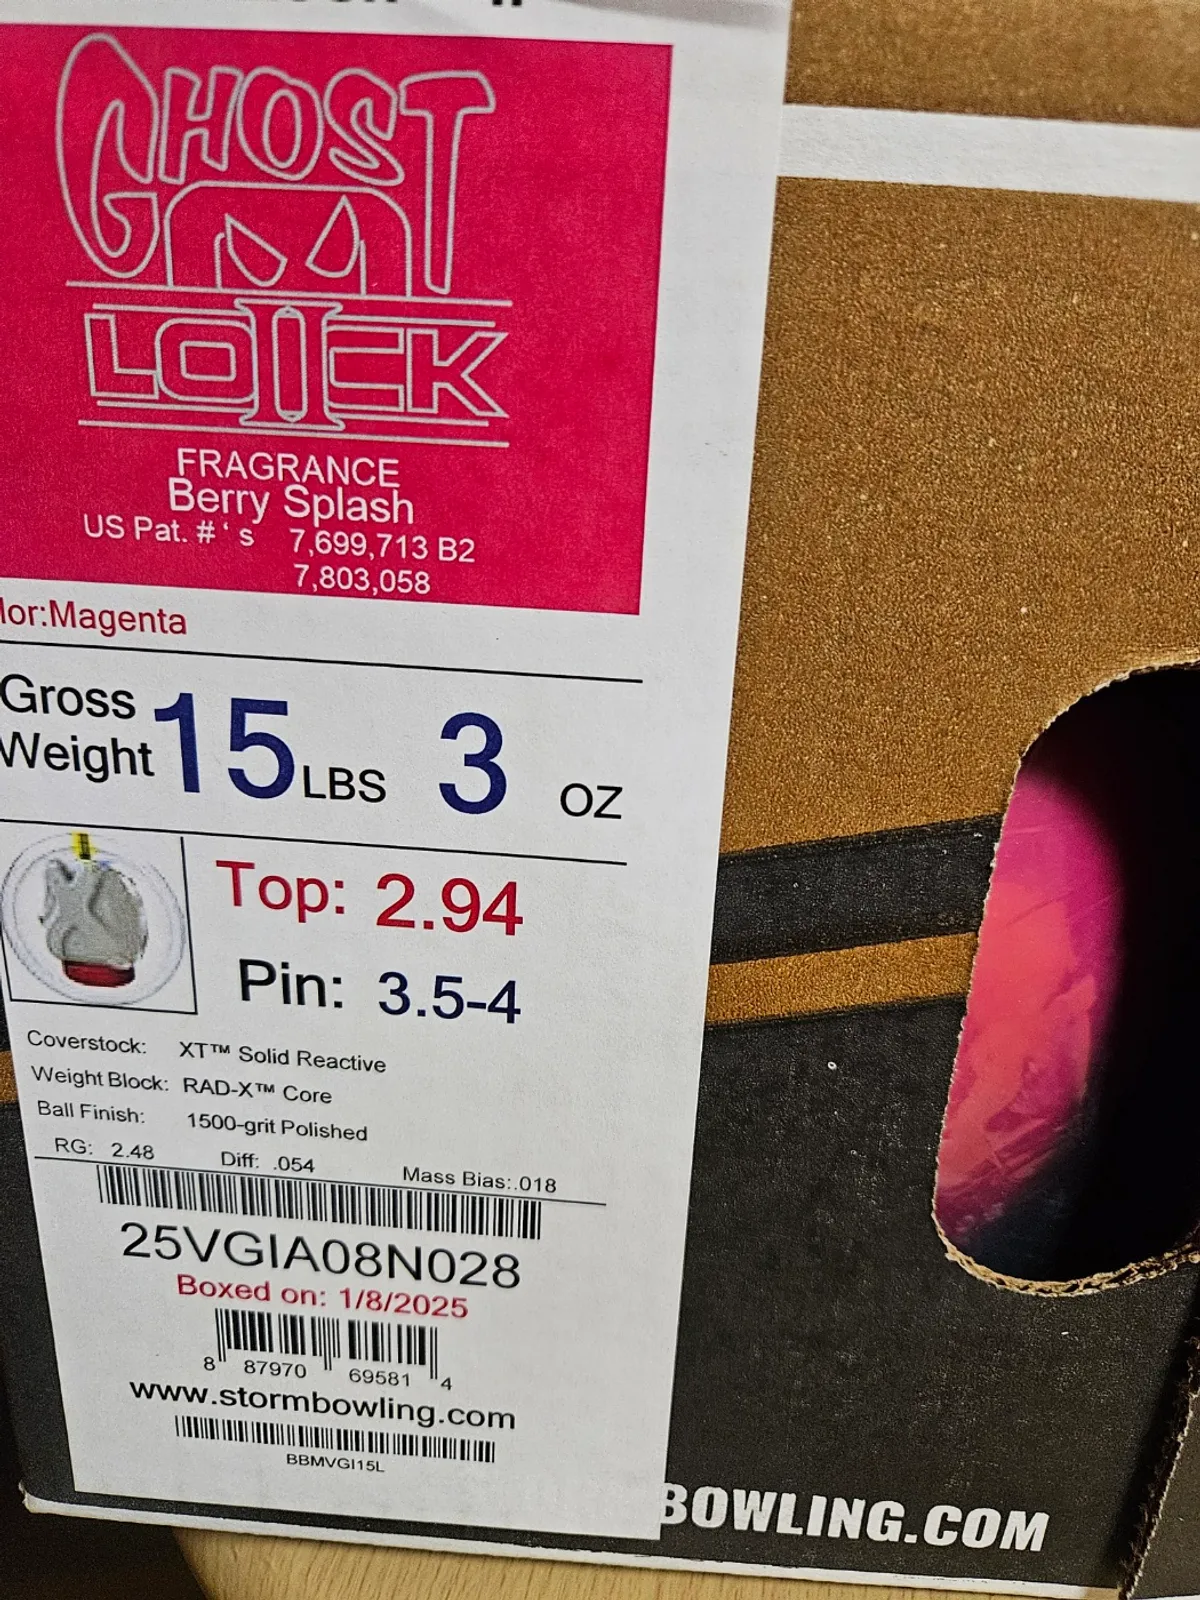 GHOST
LOCK
II
FRAGRANCE
Berry Splash
US Pat. # ‘ s 7,699,713 B2
7,803,058
lor:Magenta
Gross
Weight
15 LBS 3 OZ
Top: 2.94
Pin: 3.5-4
Coverstock: XT™ Solid Reactive
Weight Block: RAD-X™ Core
Ball Finish: 1500-grit Polished
RG: 2.48 Diff: .054 Mass Bias:.018
25VGIA08N028
Boxed on: 1/8/2025
8 87970 69581 4
www.stormbowling.com
BBMVGI15L
BOWLING.COM